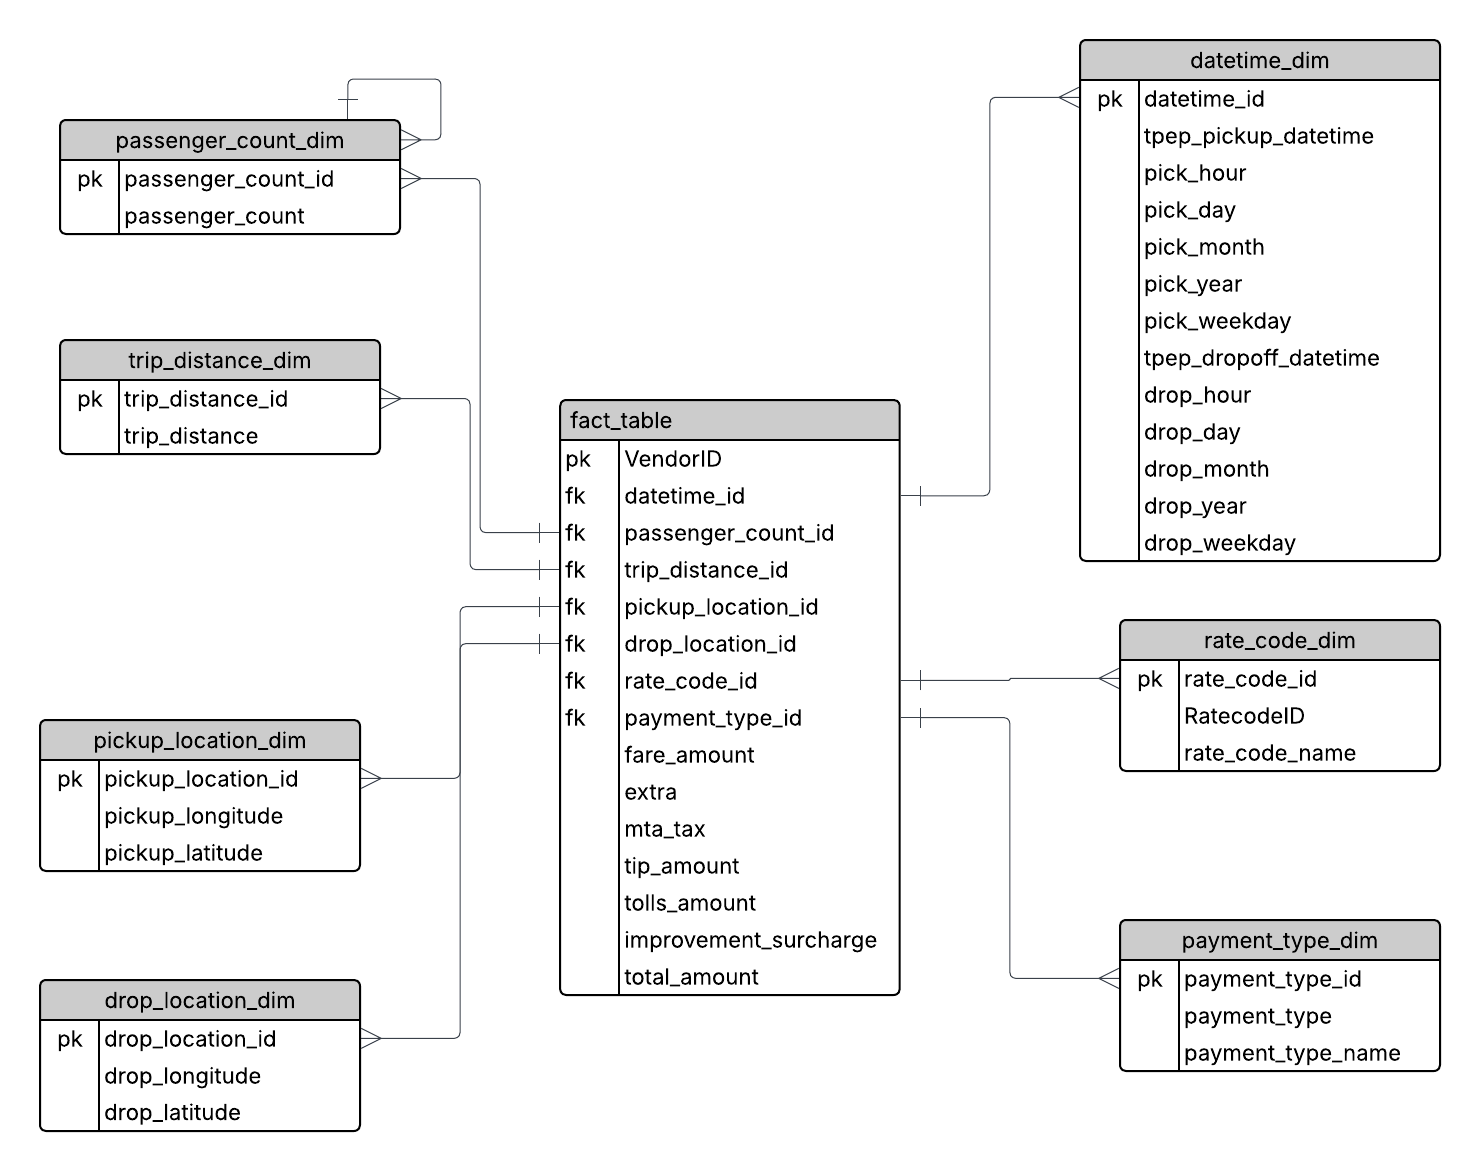 passenger_count_dim
pk passenger_count_id
passenger_count
trip_distance_dim
pk trip_distance_id
trip_distance
pickup_location_dim
pk pickup_location_id
pickup_longitude
pickup_latitude
drop_location_dim
pk drop_location_id
drop_longitude
drop_latitude
fact_table
pk VendorID
fk datetime_id
fk passenger_count_id
fk trip_distance_id
fk pickup_location_id
fk drop_location_id
fk rate_code_id
fk payment_type_id
fare_amount
extra
mta_tax
tip_amount
tolls_amount
improvement_surcharge
total_amount
datetime_dim
pk datetime_id
tpep_pickup_datetime
pick_hour
pick_day
pick_month
pick_year
pick_weekday
tpep_dropoff_datetime
drop_hour
drop_day
drop_month
drop_year
drop_weekday
rate_code_dim
pk rate_code_id
RatecodeID
rate_code_name
payment_type_dim
pk payment_type_id
payment_type
payment_type_name